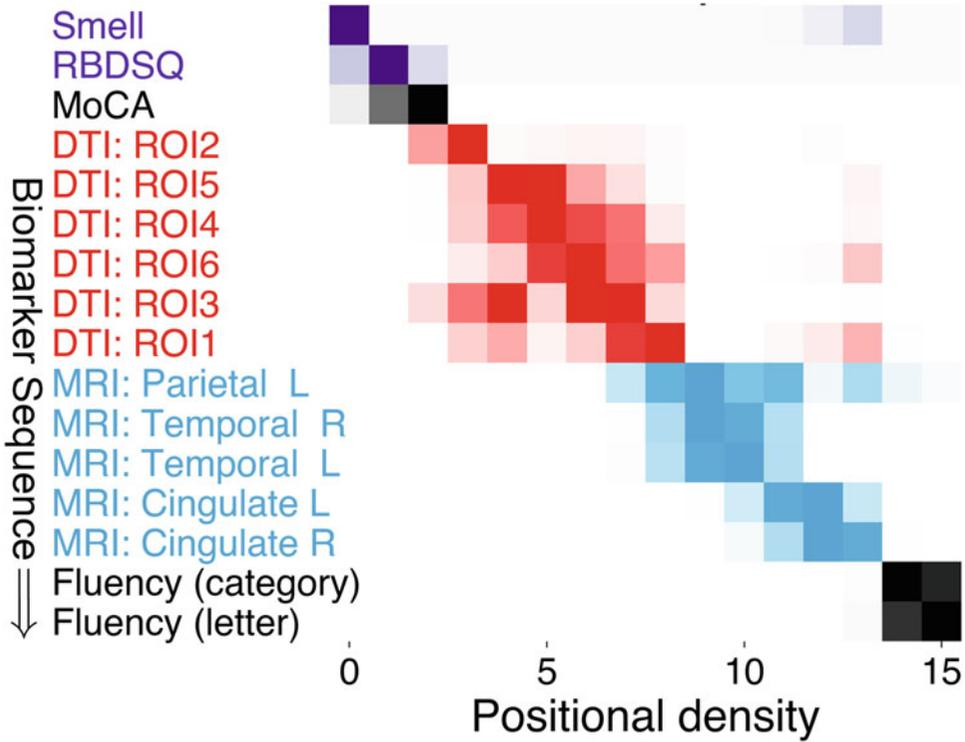 Smell
RBDSQ
MoCA
DTI: ROI2
DTI: ROI5
DTI: ROI4
DTI: ROI6
DTI: ROI3
DTI: ROI1
MRI: Parietal L
MRI: Temporal R
MRI: Temporal L
MRI: Cingulate L
MRI: Cingulate R
Fluency (category)
Fluency (letter)
Biomarker Sequence
0 5 10 15
Positional density